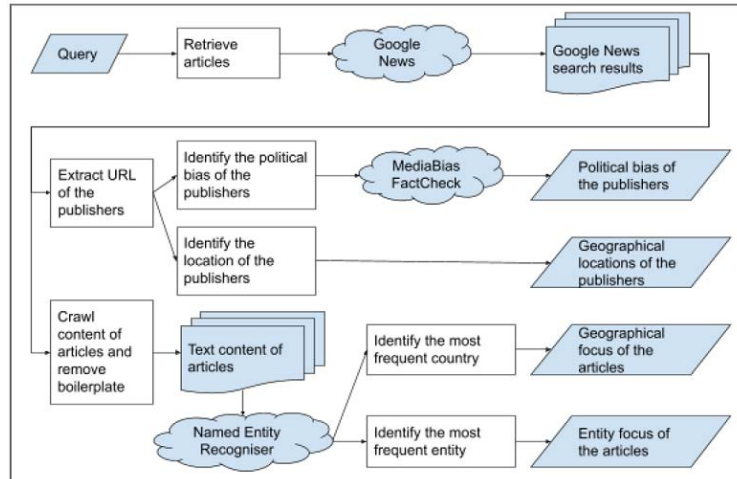 Query
Retrieve
articles
Google
News
Google News
search results
Extract URL
of the
publishers
Identify the political
bias of the
publishers
MediaBias
FactCheck
Political bias of
the publishers
Identify the
location of the
publishers
Geographical
locations of the
publishers
Crawl
content of
articles and
remove
boilerplate
Text content of
articles
Identify the most
frequent country
Geographical
focus of the
articles
Named Entity
Recogniser
Identify the most
frequent entity
Entity focus of
the articles